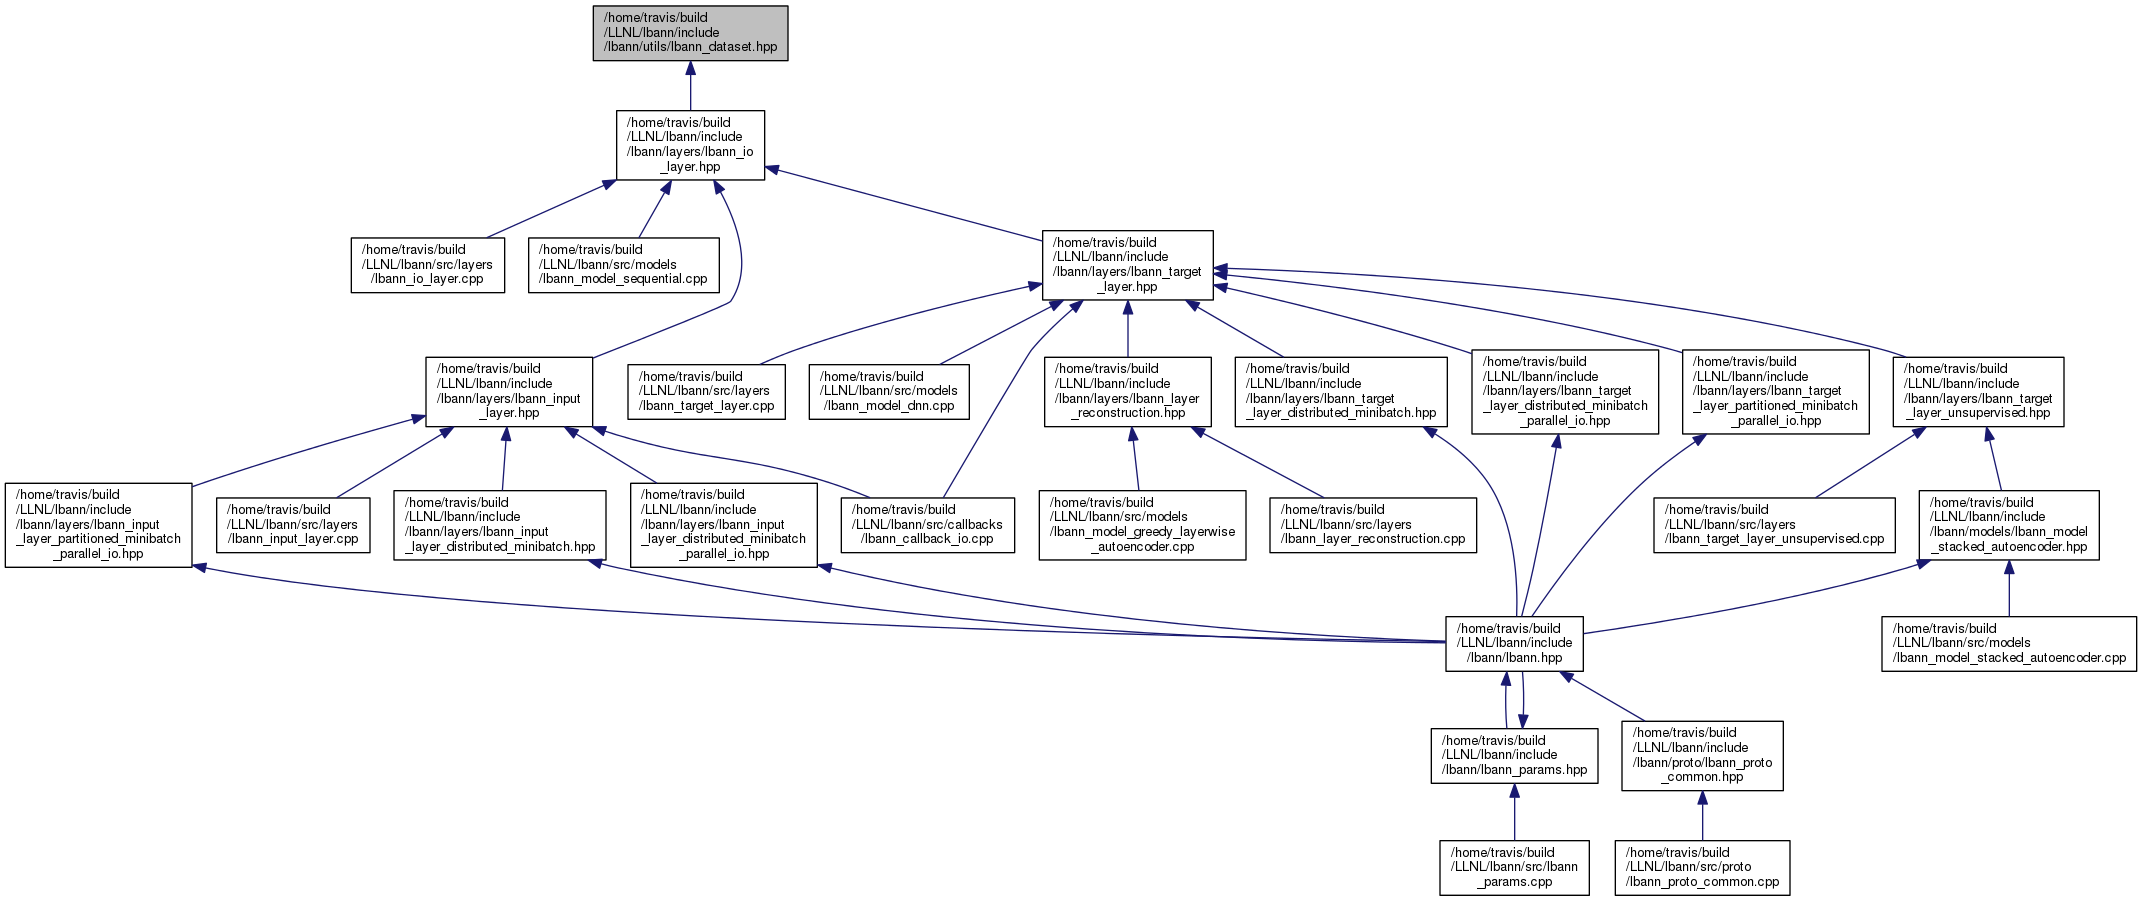 /home/travis/build
/LLNL/lbann/include
/lbann/utils/lbann_dataset.hpp
/home/travis/build
/LLNL/lbann/include
/lbann/layers/lbann_io
_layer.hpp
/home/travis/build
/LLNL/lbann/src/layers
/lbann_io_layer.cpp
/home/travis/build
/LLNL/lbann/src/models
/lbann_model_sequential.cpp
/home/travis/build
/LLNL/lbann/include
/lbann/layers/lbann_target
_layer.hpp
/home/travis/build
/LLNL/lbann/include
/lbann/layers/lbann_input
_layer.hpp
/home/travis/build
/LLNL/lbann/src/layers
/lbann_target_layer.cpp
/home/travis/build
/LLNL/lbann/src/models
/lbann_model_dnn.cpp
/home/travis/build
/LLNL/lbann/include
/lbann/layers/lbann_layer
_reconstruction.hpp
/home/travis/build
/LLNL/lbann/include
/lbann/layers/lbann_target
_layer_distributed_minibatch.hpp
/home/travis/build
/LLNL/lbann/include
/lbann/layers/lbann_target
_layer_distributed_minibatch
_parallel_io.hpp
/home/travis/build
/LLNL/lbann/include
/lbann/layers/lbann_target
_layer_partitioned_minibatch
_parallel_io.hpp
/home/travis/build
/LLNL/lbann/include
/lbann/layers/lbann_target
_layer_unsupervised.hpp
/home/travis/build
/LLNL/lbann/include
/lbann/layers/lbann_input
_layer_partitioned_minibatch
_parallel_io.hpp
/home/travis/build
/LLNL/lbann/src/layers
/lbann_input_layer.cpp
/home/travis/build
/LLNL/lbann/include
/lbann/layers/lbann_input
_layer_distributed_minibatch.hpp
/home/travis/build
/LLNL/lbann/include
/lbann/layers/lbann_input
_layer_distributed_minibatch
_parallel_io.hpp
/home/travis/build
/LLNL/lbann/src/callbacks
/lbann_callback_io.cpp
/home/travis/build
/LLNL/lbann/src/models
/lbann_model_greedy_layerwise
_autoencoder.cpp
/home/travis/build
/LLNL/lbann/src/layers
/lbann_layer_reconstruction.cpp
/home/travis/build
/LLNL/lbann/src/layers
/lbann_target_layer_unsupervised.cpp
/home/travis/build
/LLNL/lbann/include
/lbann/models/lbann_model
_stacked_autoencoder.hpp
/home/travis/build
/LLNL/lbann/include
/lbann/lbann.hpp
/home/travis/build
/LLNL/lbann/src/models
/lbann_model_stacked_autoencoder.cpp
/home/travis/build
/LLNL/lbann/include
/lbann/lbann_params.hpp
/home/travis/build
/LLNL/lbann/include
/lbann/proto/lbann_proto
_common.hpp
/home/travis/build
/LLNL/lbann/src/lbann
_params.cpp
/home/travis/build
/LLNL/lbann/src/proto
/lbann_proto_common.cpp